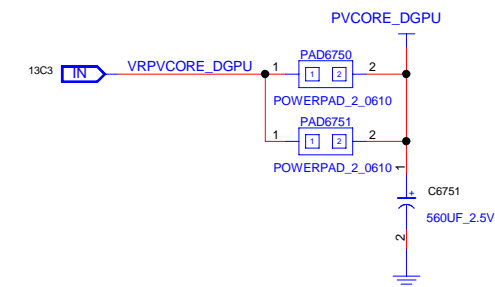 PVCORE_DGPU
13C3 IN VRPVCORE_DGPU
PAD6750
1 1 2 2
POWERPAD_2_0610
PAD6751
1 1 2 2
POWERPAD_2_0610
1
+ C6751
560UF_2.5V
2